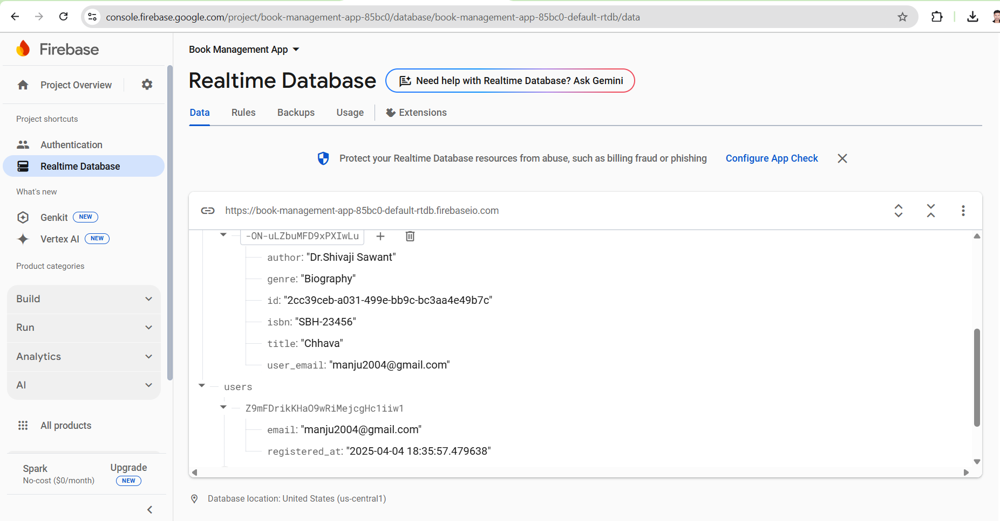 console.firebase.google.com/project/book-management-app-85bc0/database/book-management-app-85bc0-default-rtdb/data
Firebase
Project Overview
Project shortcuts
Authentication
Realtime Database
What's new
Genkit NEW
Vertex AI NEW
Product categories
Build
Run
Analytics
AI
All products
Spark
No-cost ($0/month)
Upgrade
NEW
Book Management App
Realtime Database
Need help with Realtime Database? Ask Gemini
Data Rules Backups Usage Extensions
Protect your Realtime Database resources from abuse, such as billing fraud or phishing Configure App Check
https://book-management-app-85bc0-default-rtdb.firebaseio.com
-ON-uLZbuMFD9xPXIwLu
author: "Dr.Shivaji Sawant"
genre: "Biography"
id: "2cc39ceb-a031-499e-bb9c-bc3aa4e49b7c"
isbn: "SBH-23456"
title: "Chhava"
user_email: "manju2004@gmail.com"
users
Z9mFDrikKHaO9wRiMejcgHc1iiw1
email: "manju2004@gmail.com"
registered_at: "2025-04-04 18:35:57.479638"
Database location: United States (us-central1)